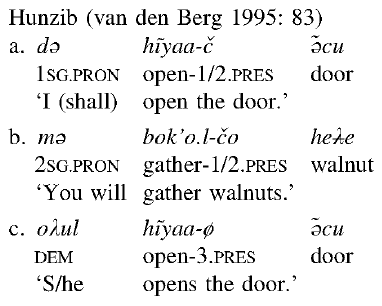 Hunzib (van den Berg 1995: 83)
a. də hĩyaa-č ə̃cu
1SG.PRON open-1/2.PRES door
‘I (shall) open the door.’
b. mə bok’o.l-čo heƛe
2SG.PRON gather-1/2.PRES walnut
‘You will gather walnuts.’
c. oƛul hĩyaa-ø ə̃cu
DEM open-3.PRES door
‘S/he opens the door.’